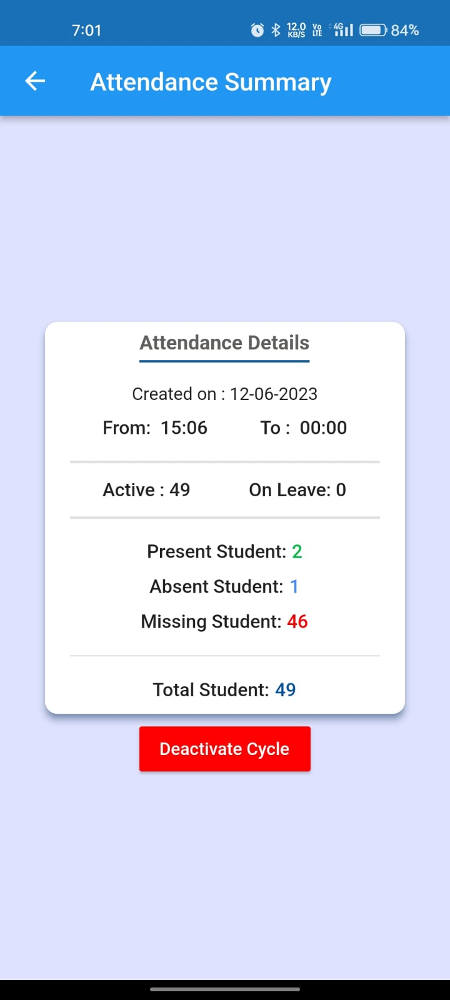 7:01 12.0 KB/S Vo LTE 4G 84%
Attendance Summary
Attendance Details
Created on : 12-06-2023
From: 15:06 To : 00:00
Active : 49 On Leave: 0
Present Student: 2
Absent Student: 1
Missing Student: 46
Total Student: 49
Deactivate Cycle